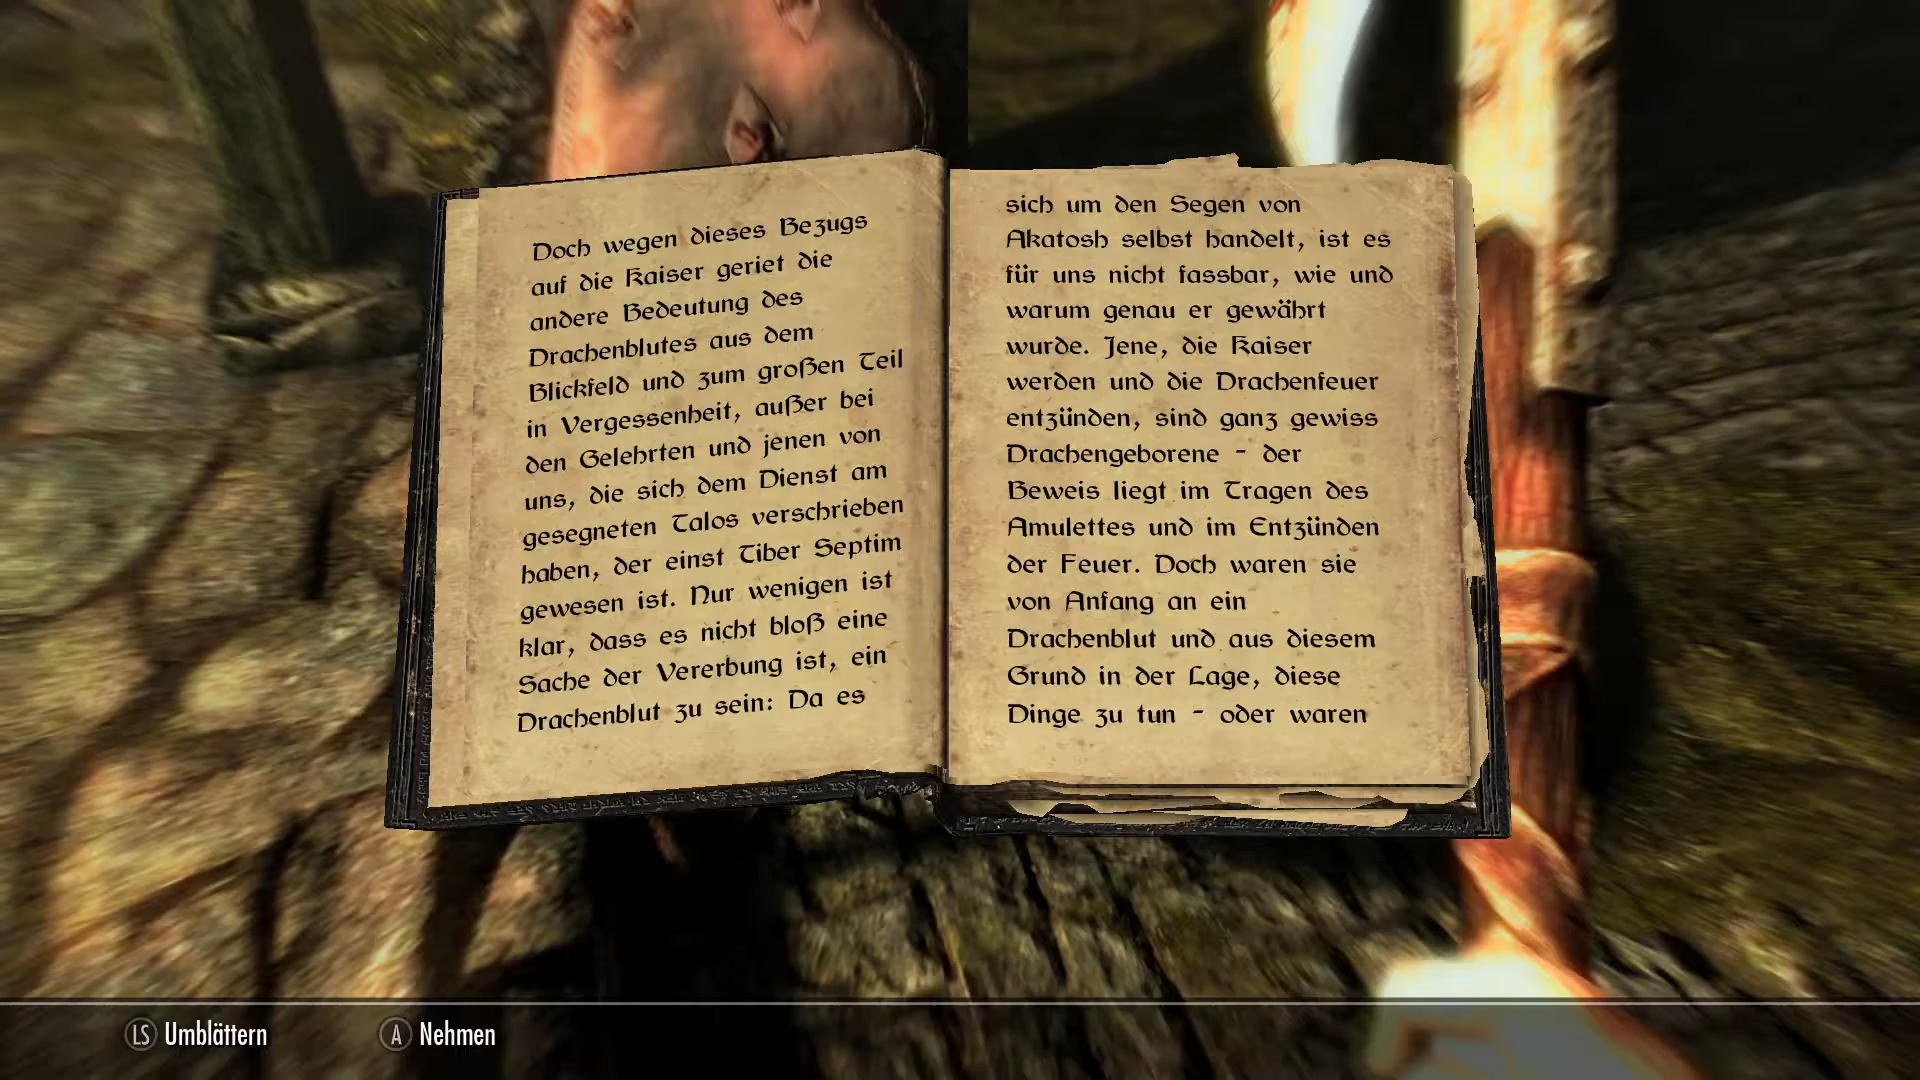 Doch wegen dieses Bezugs
auf die Kaiser geriet die
andere Bedeutung des
Drachenblutes aus dem
Blickfeld und zum großen Teil
in Vergessenheit, außer bei
den Gelehrten und jenen von
uns, die sich dem Dienst am
gesegneten Talos verschrieben
haben, der einst Tiber Septim
gewesen ist. Nur wenigen ist
klar, dass es nicht bloß eine
Sache der Vererbung ist, ein
Drachenblut zu sein: Da es
sich um den Segen von
Akatosh selbst handelt, ist es
für uns nicht fassbar, wie und
warum genau er gewährt
wurde. Jene, die Kaiser
werden und die Drachenfeuer
entzünden, sind ganz gewiss
Drachengeborene - der
Beweis liegt im Tragen des
Amulettes und im Entzünden
der Feuer. Doch waren sie
von Anfang an ein
Drachenblut und aus diesem
Grund in der Lage, diese
Dinge zu tun - oder waren
LS Umblättern
A Nehmen